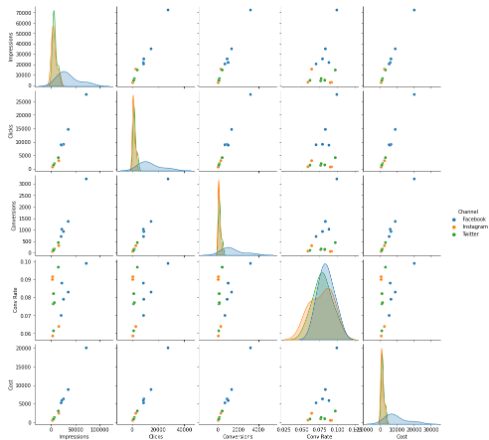 70000
60000
50000
40000
30000
20000
10000
0
Impressions
25000
20000
15000
10000
5000
0
Clicks
3000
2500
2000
1500
1000
500
0
Conversions
Channel
Facebook
Instagram
Twitter
0.10
0.09
0.08
0.07
0.06
Conv Rate
20000
15000
10000
5000
0
Cost
0 50000 100000
0 20000 40000
0 2000 4000
0.025 0.050 0.075 0.100
0 10000 20000 30000
Impressions Clicks Conversions Conv Rate Cost